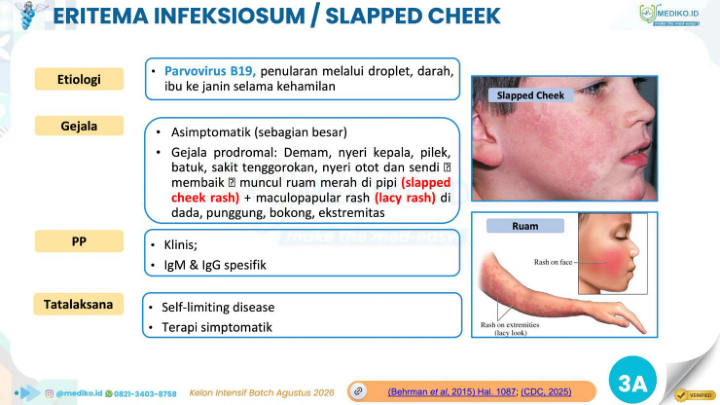 ERITEMA INFEKSIOSUM / SLAPPED CHEEK
MEDIKO.ID
Etiologi
• Parvovirus B19, penularan melalui droplet, darah,
ibu ke janin selama kehamilan
Gejala
• Asimptomatik (sebagian besar)
• Gejala prodromal: Demam, nyeri kepala, pilek,
batuk, sakit tenggorokan, nyeri otot dan sendi
membaik muncul ruam merah di pipi (slapped
cheek rash) + maculopapular rash (lacy rash) di
dada, punggung, bokong, ekstremitas
PP
• Klinis;
• IgM & IgG spesifik
Tatalaksana
• Self-limiting disease
• Terapi simptomatik
Slapped Cheek
Ruam
Rash on face
Rash on extremities
(lacy look)
@mediko.id 0821-3403-8758
Kelon Intensif Batch Agustus 2026
(Behrman et al, 2015) Hal. 1087; (CDC, 2025)
3A
VERIFIED